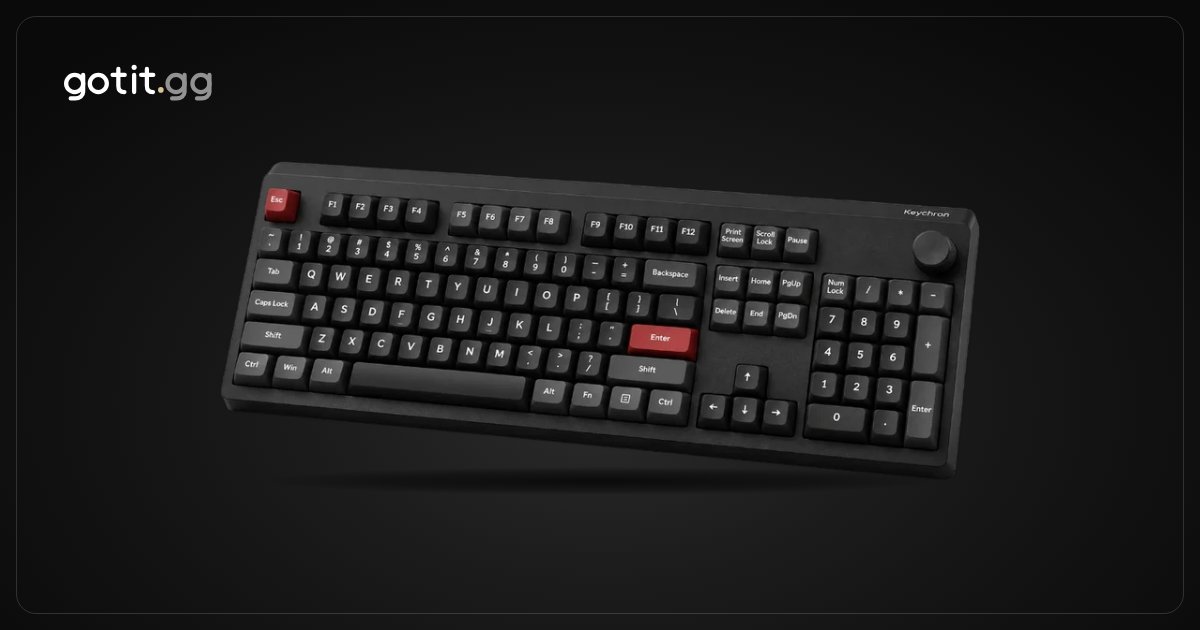 gotit.gg
Keychron
Esc F1 F2 F3 F4 F5 F6 F7 F8 F9 F10 F11 F12 Print Screen Scroll Lock Pause
~ ` ! 1 @ 2 # 3 $ 4 % 5 ^ 6 & 7 * 8 ( 9 ) 0 + = Backspace Insert Home PgUp Num Lock / * -
Tab Q W E R T Y U I O P [ ] \ Delete End PgDn 7 8 9 +
Caps Lock A S D F G H J K L : ; Enter 4 5 6
Shift Z X C V B N M < , > . ? / Shift ↑ 1 2 3 Enter
Ctrl Win Alt Alt Fn Ctrl ← ↓ → 0 .